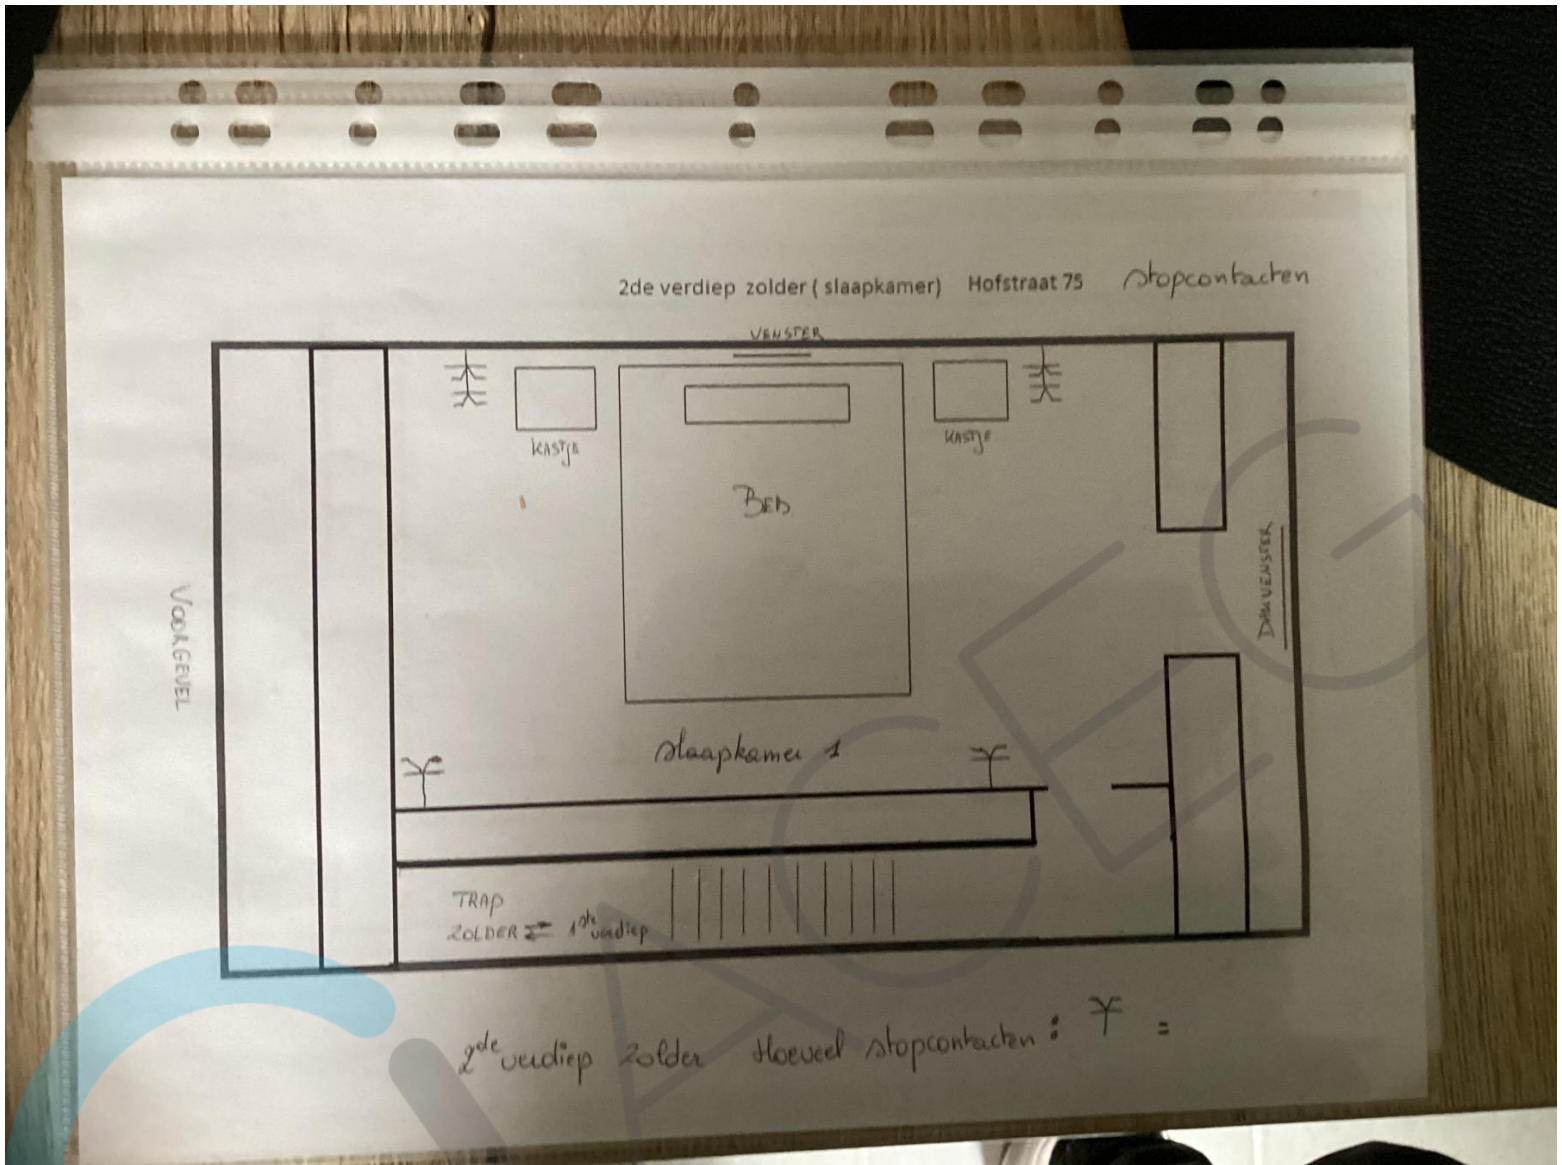 2de verdiep zolder ( slaapkamer) Hofstraat 75 stopcontacten
VENSTER
KASTJE
KASTJE
BED
DAKVENSTER
VOORGEVEL
slaapkamer 1
TRAP
ZOLDER ⇄ 1ste verdiep
2de verdiep zolder Hoeveel stopcontacten : =
ACEG